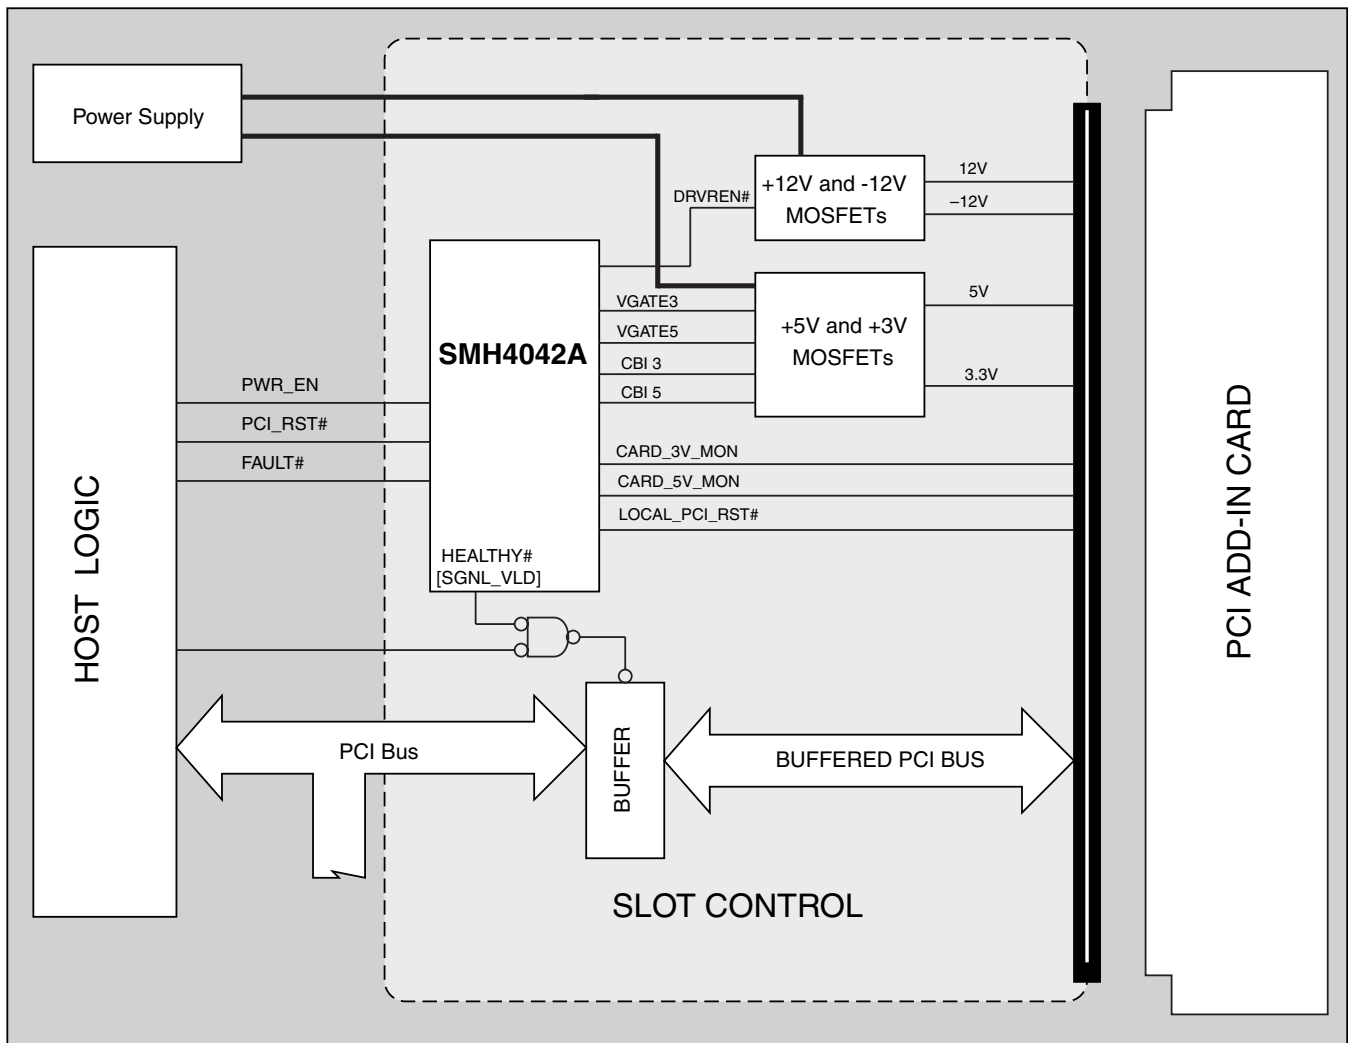 Power Supply
DRVREN#
+12V and -12V
MOSFETs
12V
–12V
SMH4042A
VGATE3
VGATE5
CBI 3
CBI 5
+5V and +3V
MOSFETs
5V
3.3V
PWR_EN
PCI_RST#
FAULT#
CARD_3V_MON
CARD_5V_MON
LOCAL_PCI_RST#
HEALTHY#
[SGNL_VLD]
HOST LOGIC
PCI Bus
BUFFER
BUFFERED PCI BUS
PCI ADD-IN CARD
SLOT CONTROL